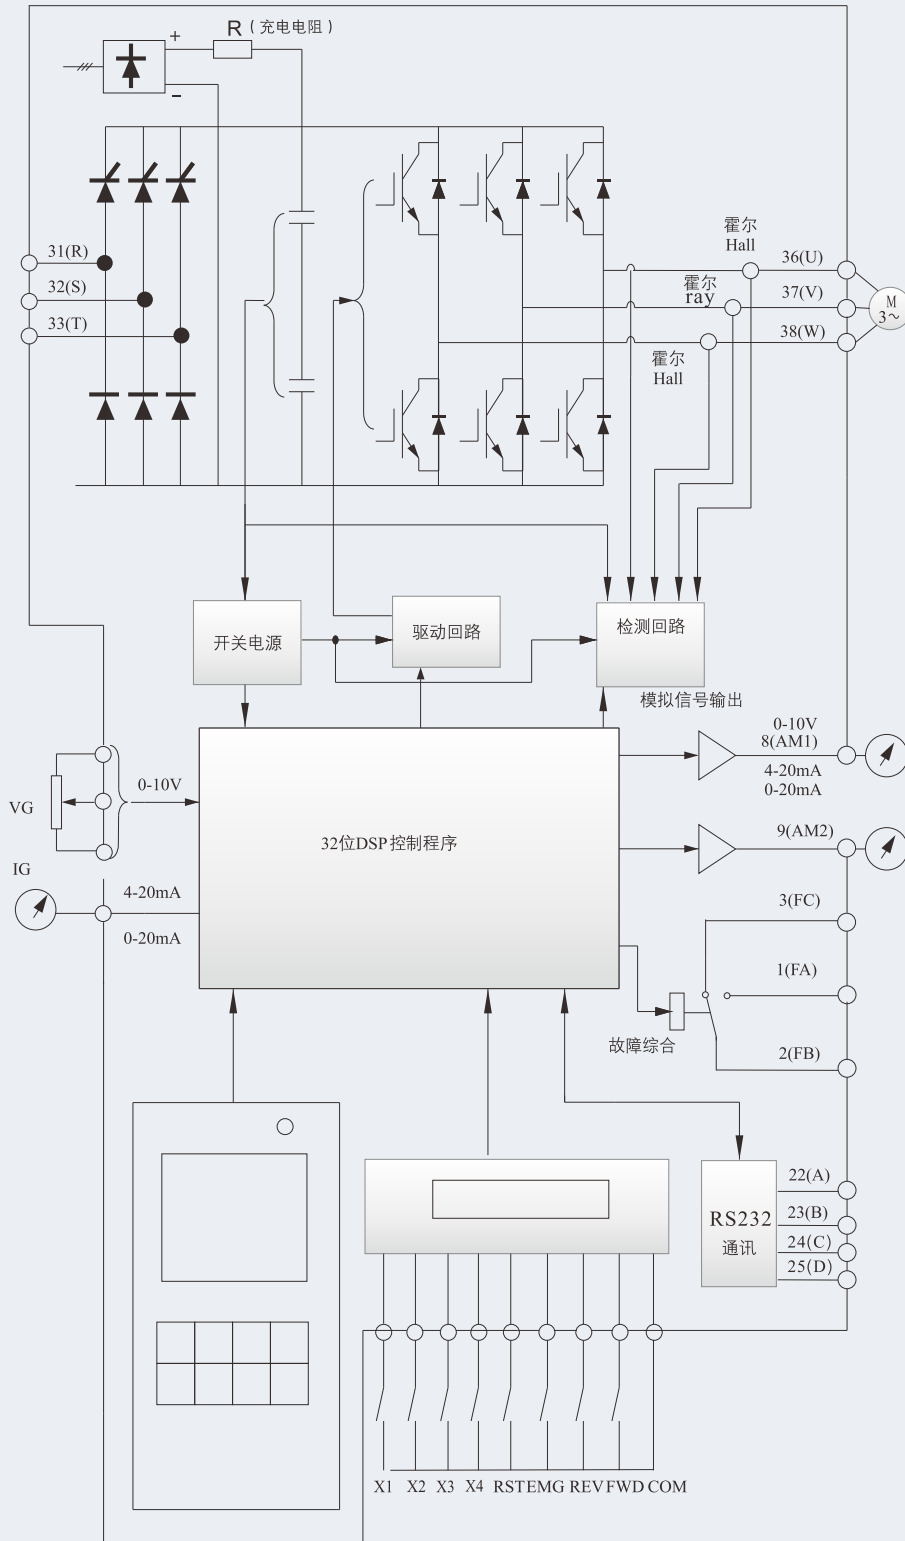 +
R（充电电阻）
−
霍尔
Hall
31(R)
36(U)
32(S)
霍尔
ray
37(V)
M
3~
33(T)
38(W)
霍尔
Hall
开关电源
驱动回路
检测回路
模拟信号输出
0-10V
8(AM1)
4-20mA
0-20mA
0-10V
VG
32位DSP控制程序
9(AM2)
IG
4-20mA
0-20mA
3(FC)
1(FA)
故障综合
2(FB)
RS232
通讯
22(A)
23(B)
24(C)
25(D)
X1 X2 X3 X4 RST EMG REV FWD COM